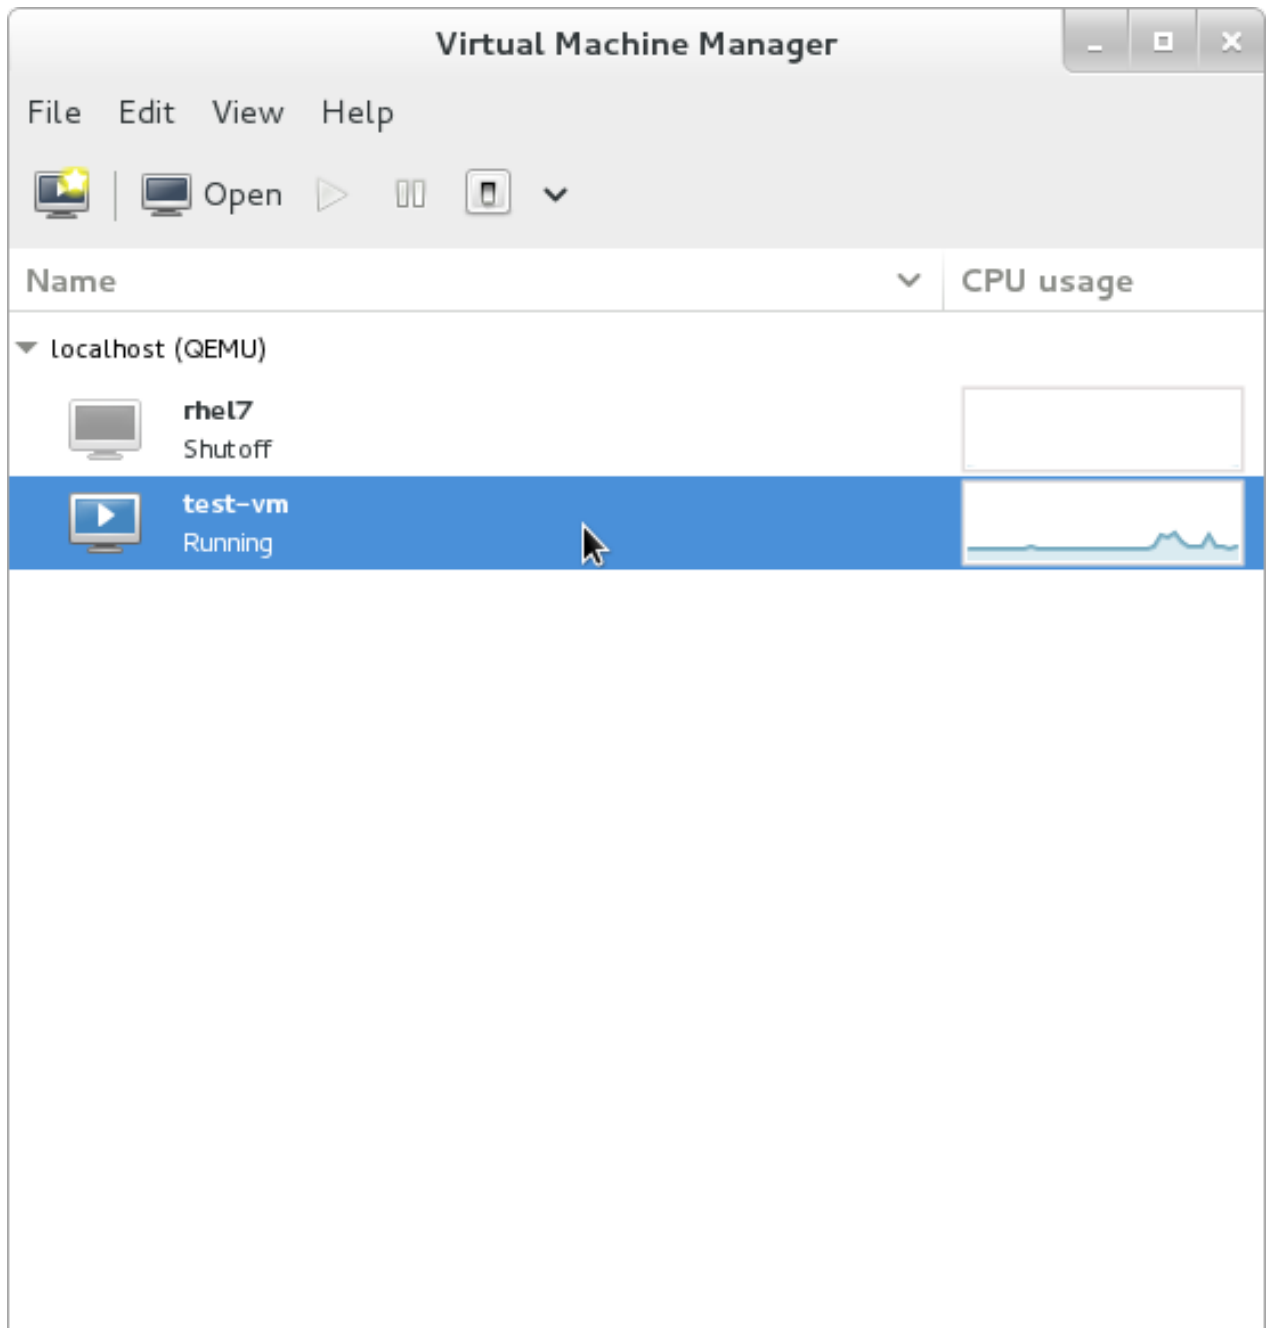 Virtual Machine Manager
File Edit View Help
Open
Name CPU usage
localhost (QEMU)
rhel7
Shutoff
test-vm
Running